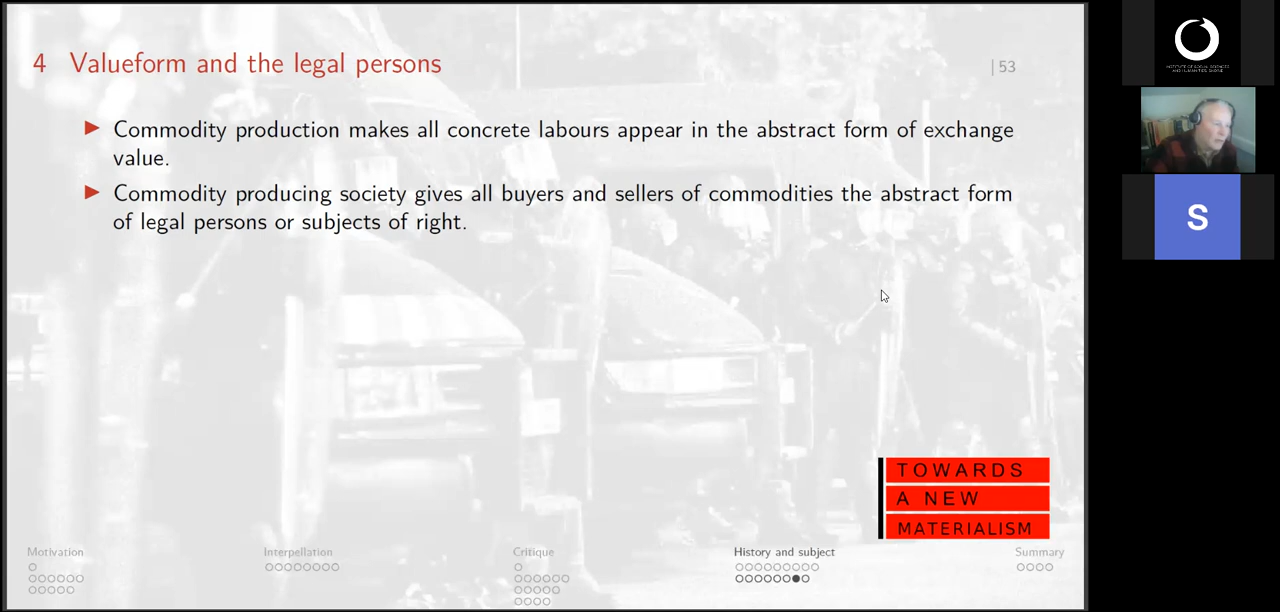 4 Valueform and the legal persons
| 53
Commodity production makes all concrete labours appear in the abstract form of exchange
value.
Commodity producing society gives all buyers and sellers of commodities the abstract form
of legal persons or subjects of right.
TOWARDS
A NEW
MATERIALISM
Motivation
Interpellation
Critique
History and subject
Summary
S